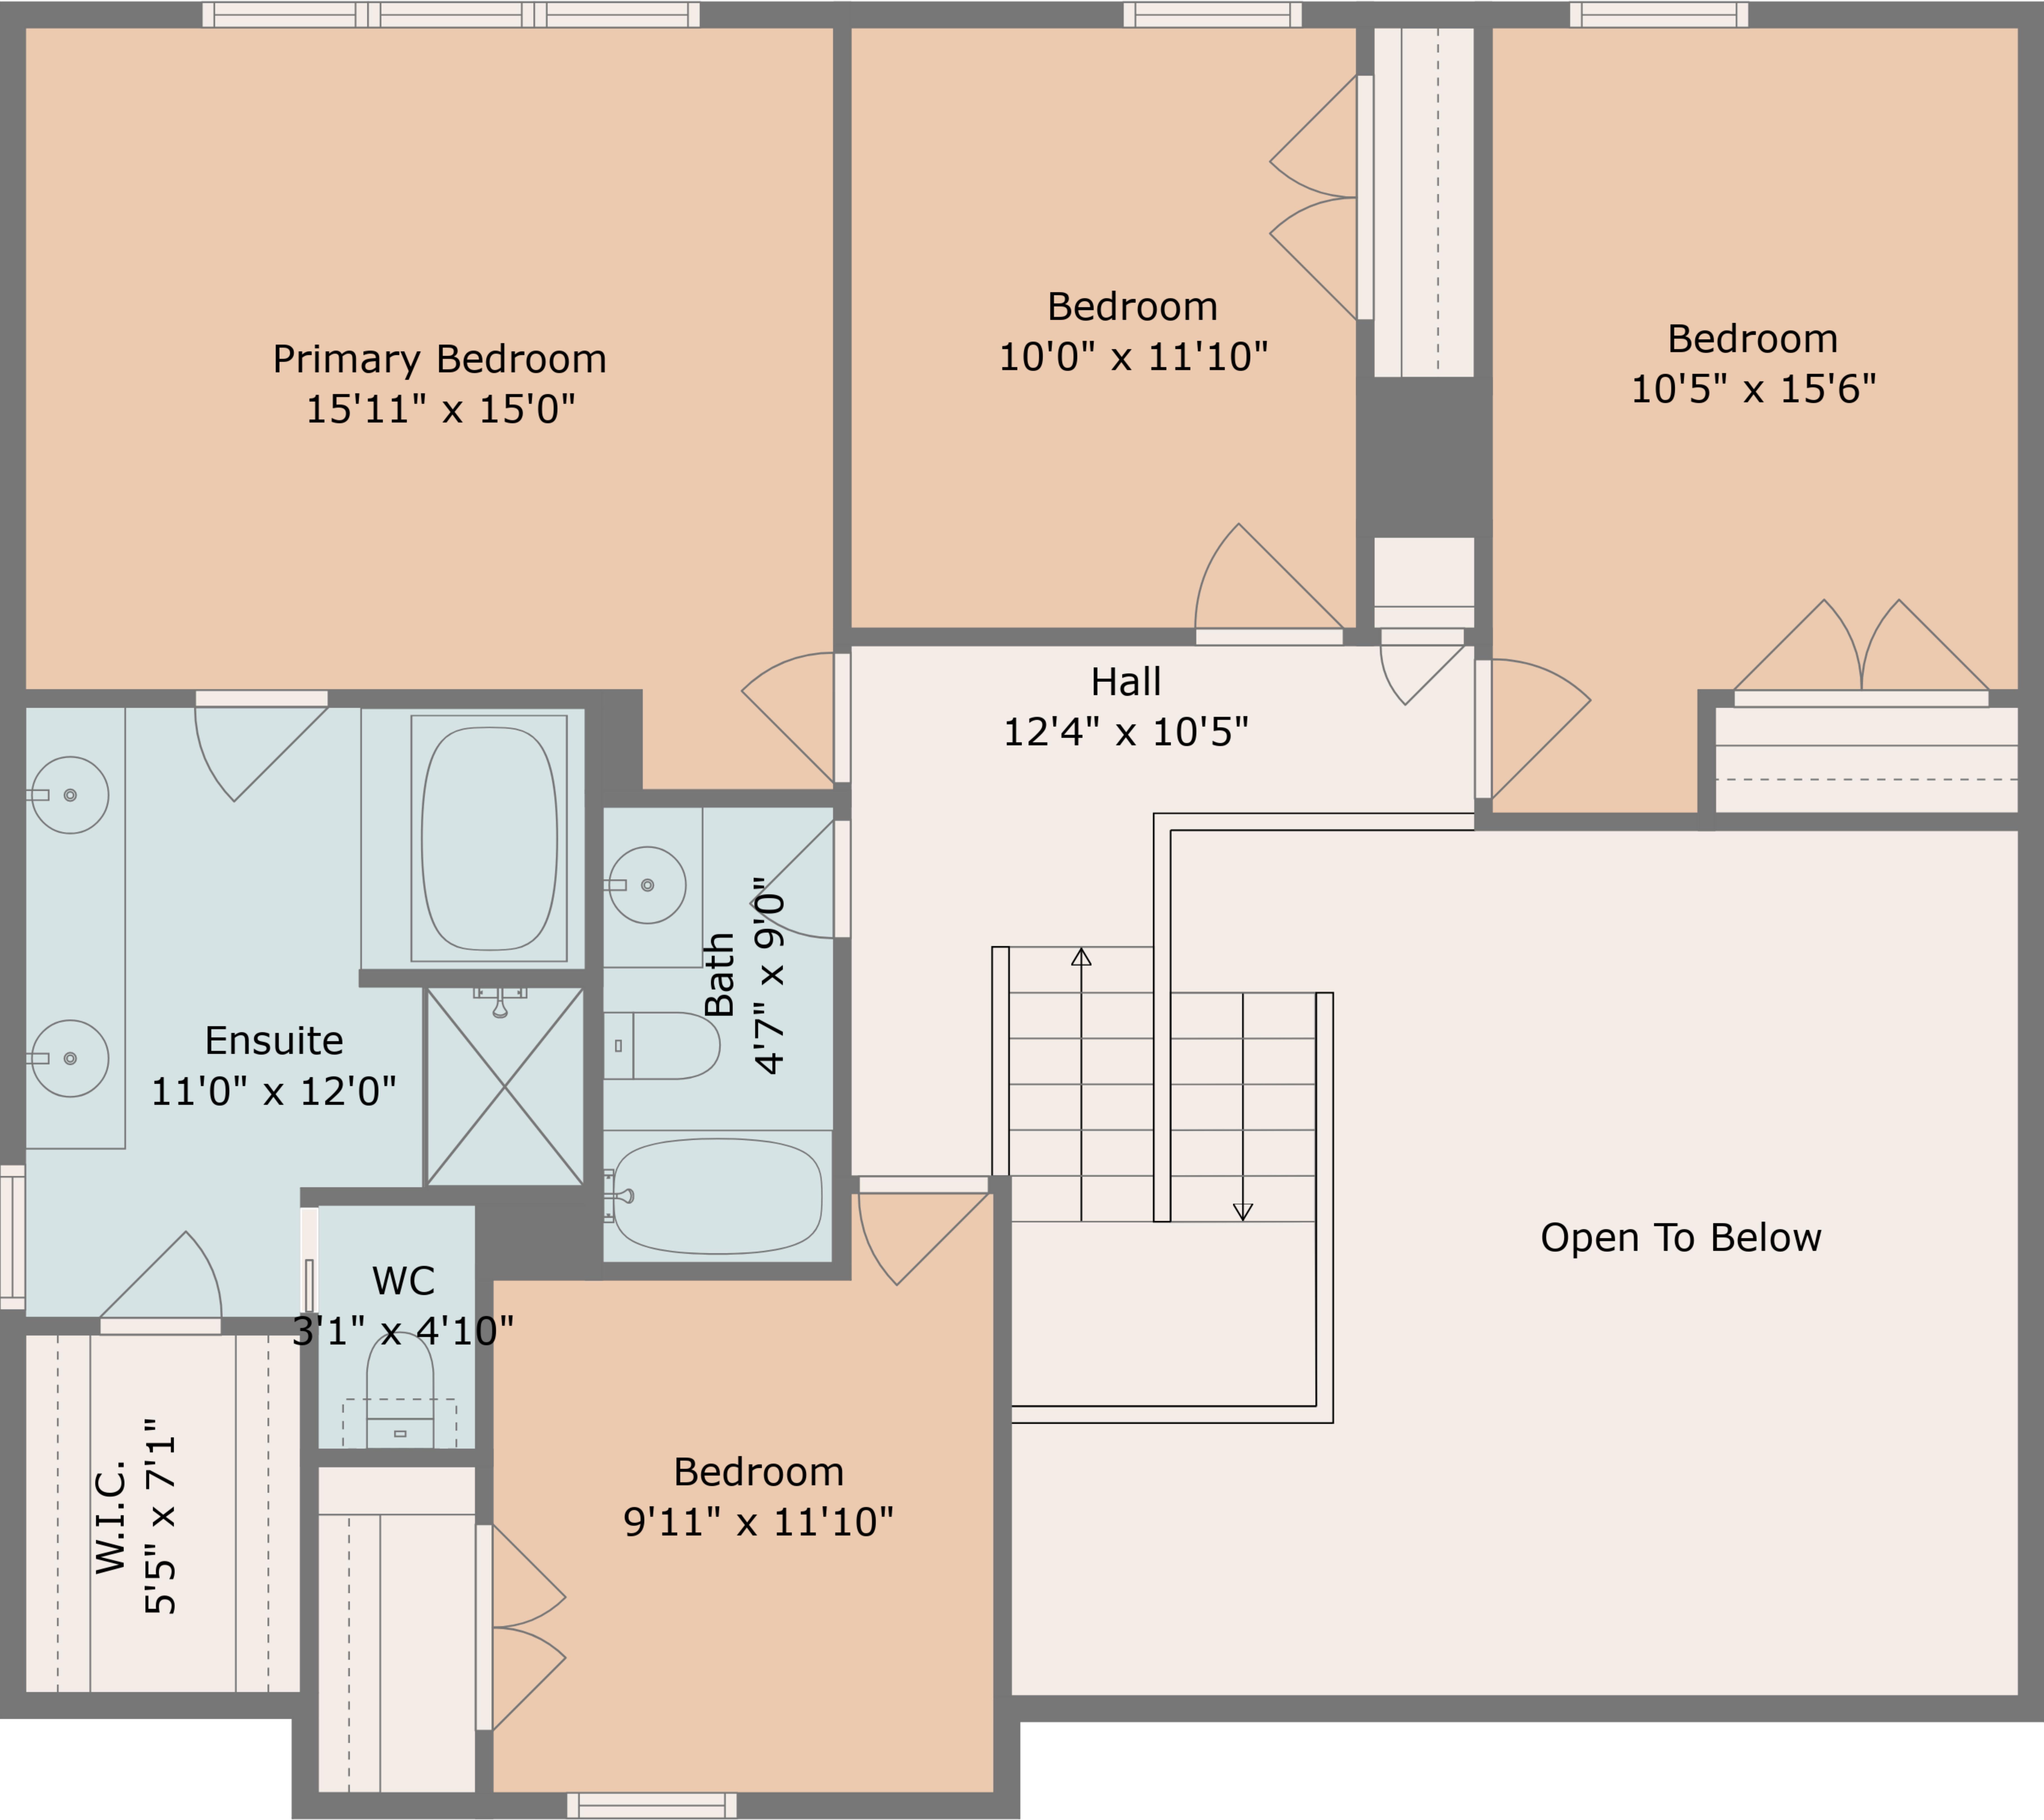 Primary Bedroom
15'11" x 15'0"
Bedroom
10'0" x 11'10"
Bedroom
10'5" x 15'6"
Hall
12'4" x 10'5"
Bath
4'7" x 9'0"
Ensuite
11'0" x 12'0"
Open To Below
WC
3'1" x 4'10"
W.I.C.
5'5" x 7'1"
Bedroom
9'11" x 11'10"